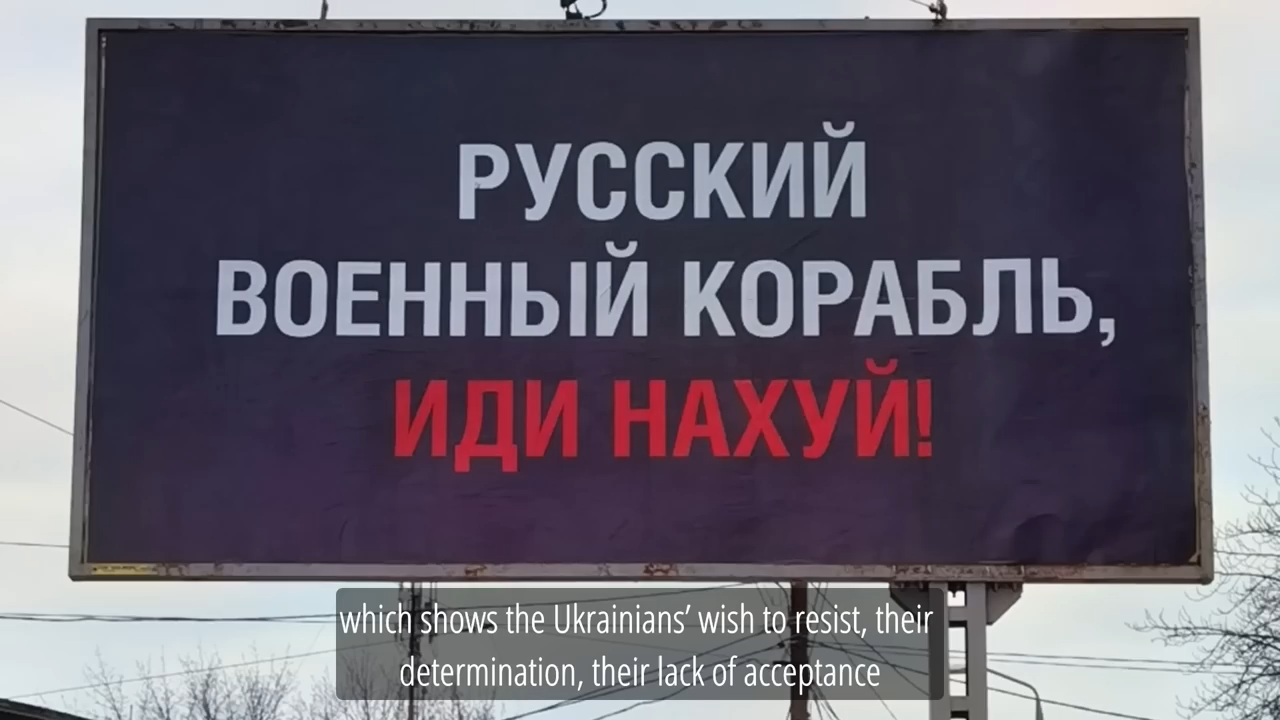 РУССКИЙ
ВОЕННЫЙ КОРАБЛЬ,
ИДИ НАХУЙ!
which shows the Ukrainians’ wish to resist, their
determination, their lack of acceptance